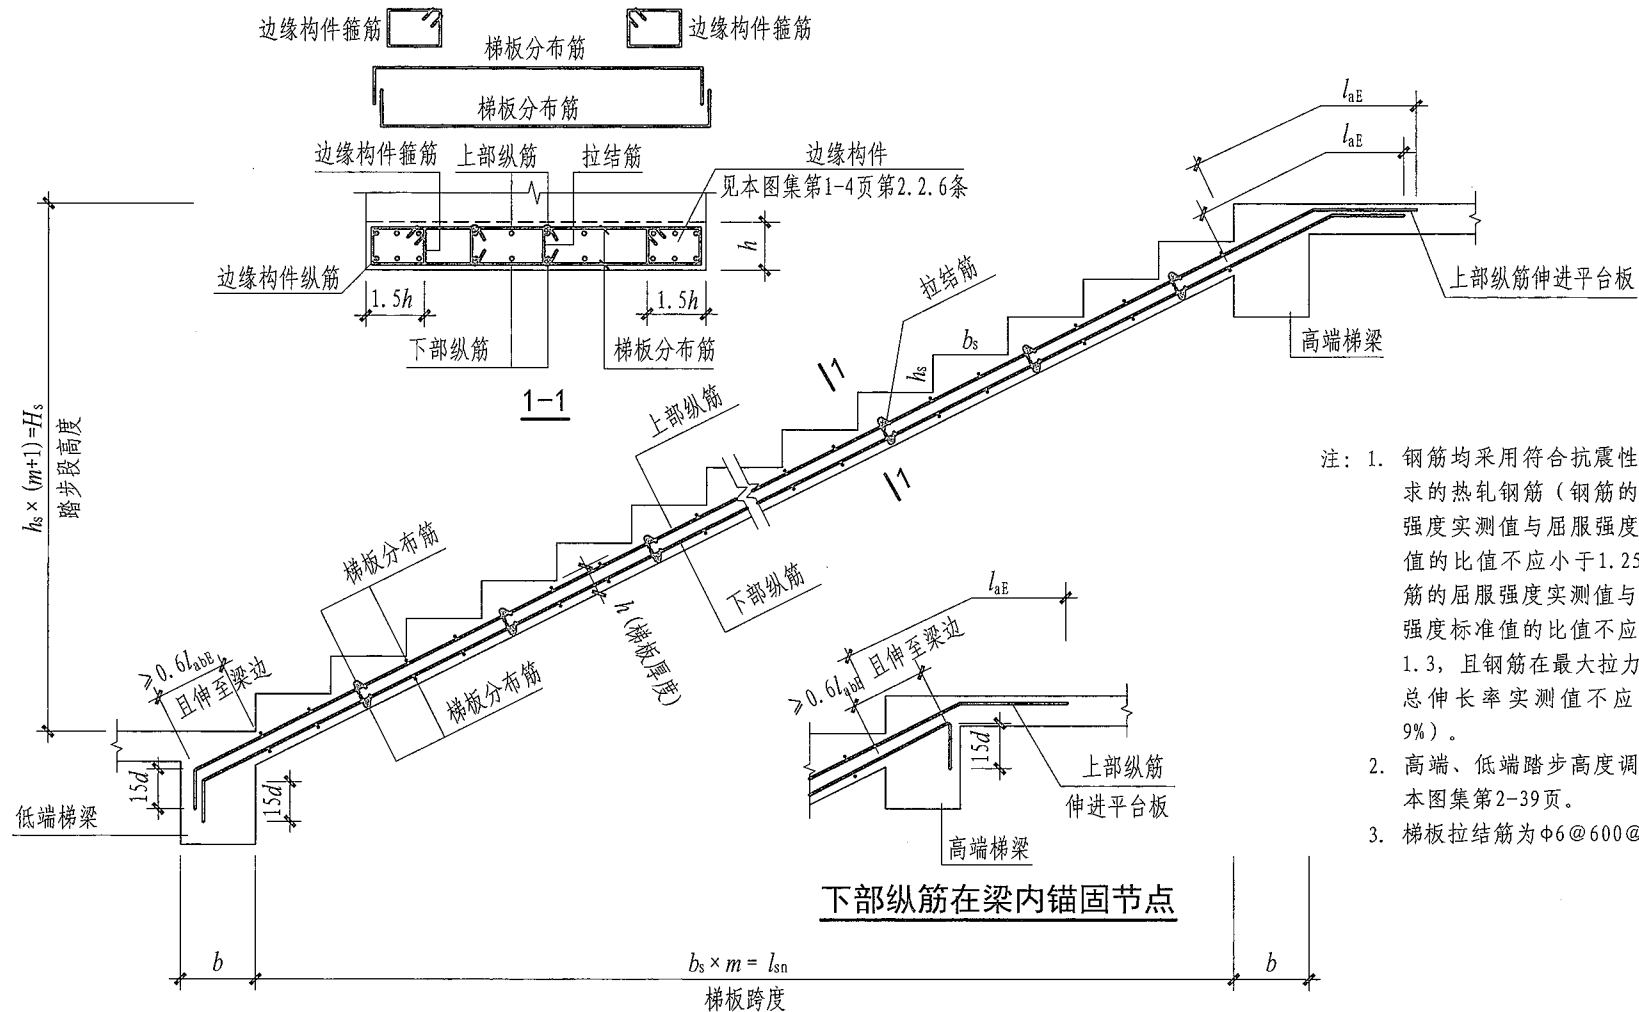 边缘构件箍筋
边缘构件箍筋
梯板分布筋
梯板分布筋
边缘构件箍筋
上部纵筋
拉结筋
边缘构件
见本图集第1-4页第2.2.6条
h
边缘构件纵筋
1.5h
1.5h
下部纵筋
梯板分布筋
1-1
laE
laE
上部纵筋伸进平台板
高端梯梁
拉结筋
bs
hs
1
1
上部纵筋
下部纵筋
hs×(m+1)=Hs
踏步段高度
梯板分布筋
梯板分布筋
h(梯板厚度)
≥0.6labE
且伸至梁边
15d
15d
低端梯梁
laE
≥0.6labE
且伸至梁边
15d
上部纵筋
伸进平台板
高端梯梁
下部纵筋在梁内锚固节点
b
bs×m=lsn
梯板跨度
b
注：1. 钢筋均采用符合抗震性
求的热轧钢筋（钢筋的
强度实测值与屈服强度
值的比值不应小于1.25
筋的屈服强度实测值与
强度标准值的比值不应
1.3，且钢筋在最大拉力
总伸长率实测值不应
9%）。
2. 高端、低端踏步高度调
本图集第2-39页。
3. 梯板拉结筋为Φ6@600@